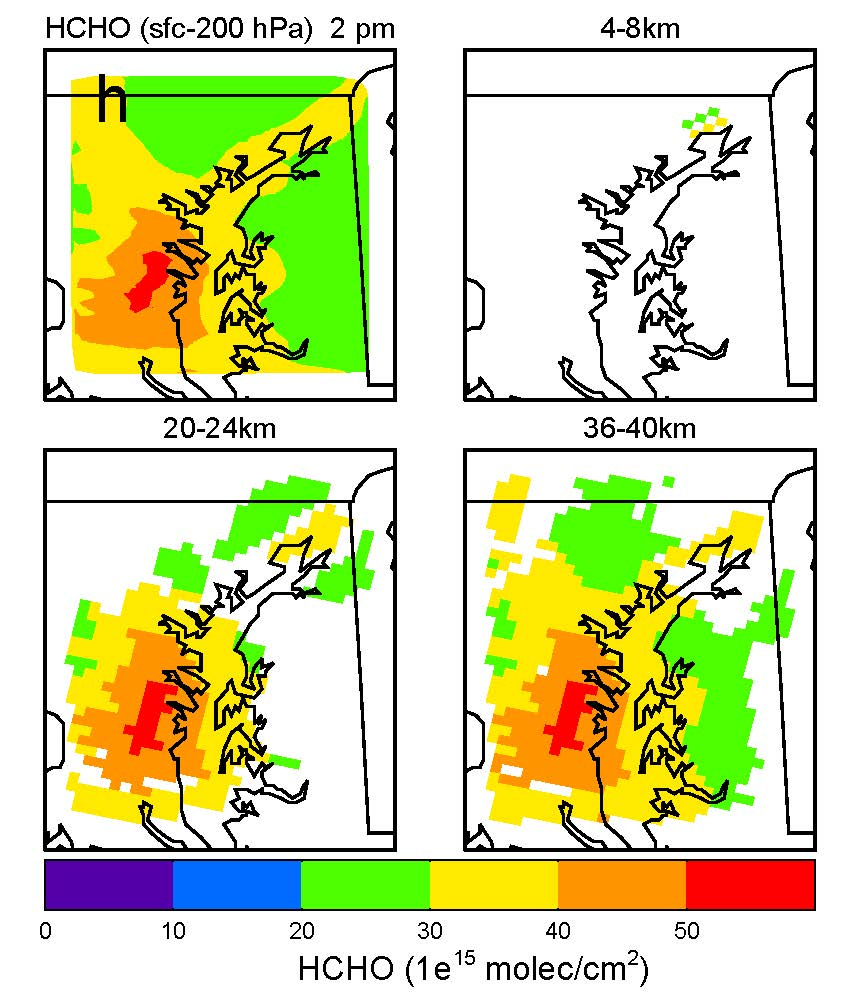 HCHO (sfc-200 hPa)  2 pm
4-8km
h
20-24km
36-40km
0 10 20 30 40 50
HCHO (1e¹⁵ molec/cm²)